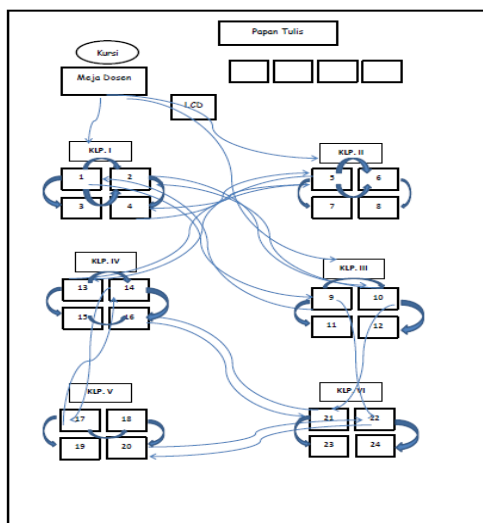 Papan Tulis
Kursi
Meja Dosen
LCD
KLP. I
KLP. II
1 2
5 6
3 4
7 8
KLP. IV
KLP. III
13 14
9 10
15 16
11 12
KLP. V
KLP. VI
17 18
21 22
19 20
23 24